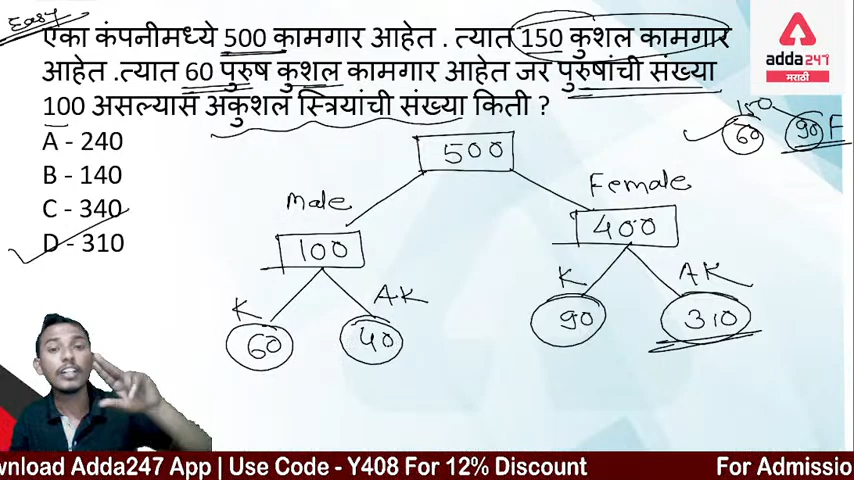 Easy
एका कंपनीमध्ये 500 कामगार आहेत . त्यात 150 कुशल कामगार
आहेत .त्यात 60 पुरुष कुशल कामगार आहेत जर पुरुषांची संख्या
100 असल्यास अकुशल स्त्रियांची संख्या किती ?
A - 240
B - 140
C - 340
D - 310
adda247
मराठी
150
60 90 F
500
Male Female
100 400
K AK K AK
60 40 90 310
wnload Adda247 App | Use Code - Y408 For 12% Discount For Admissio